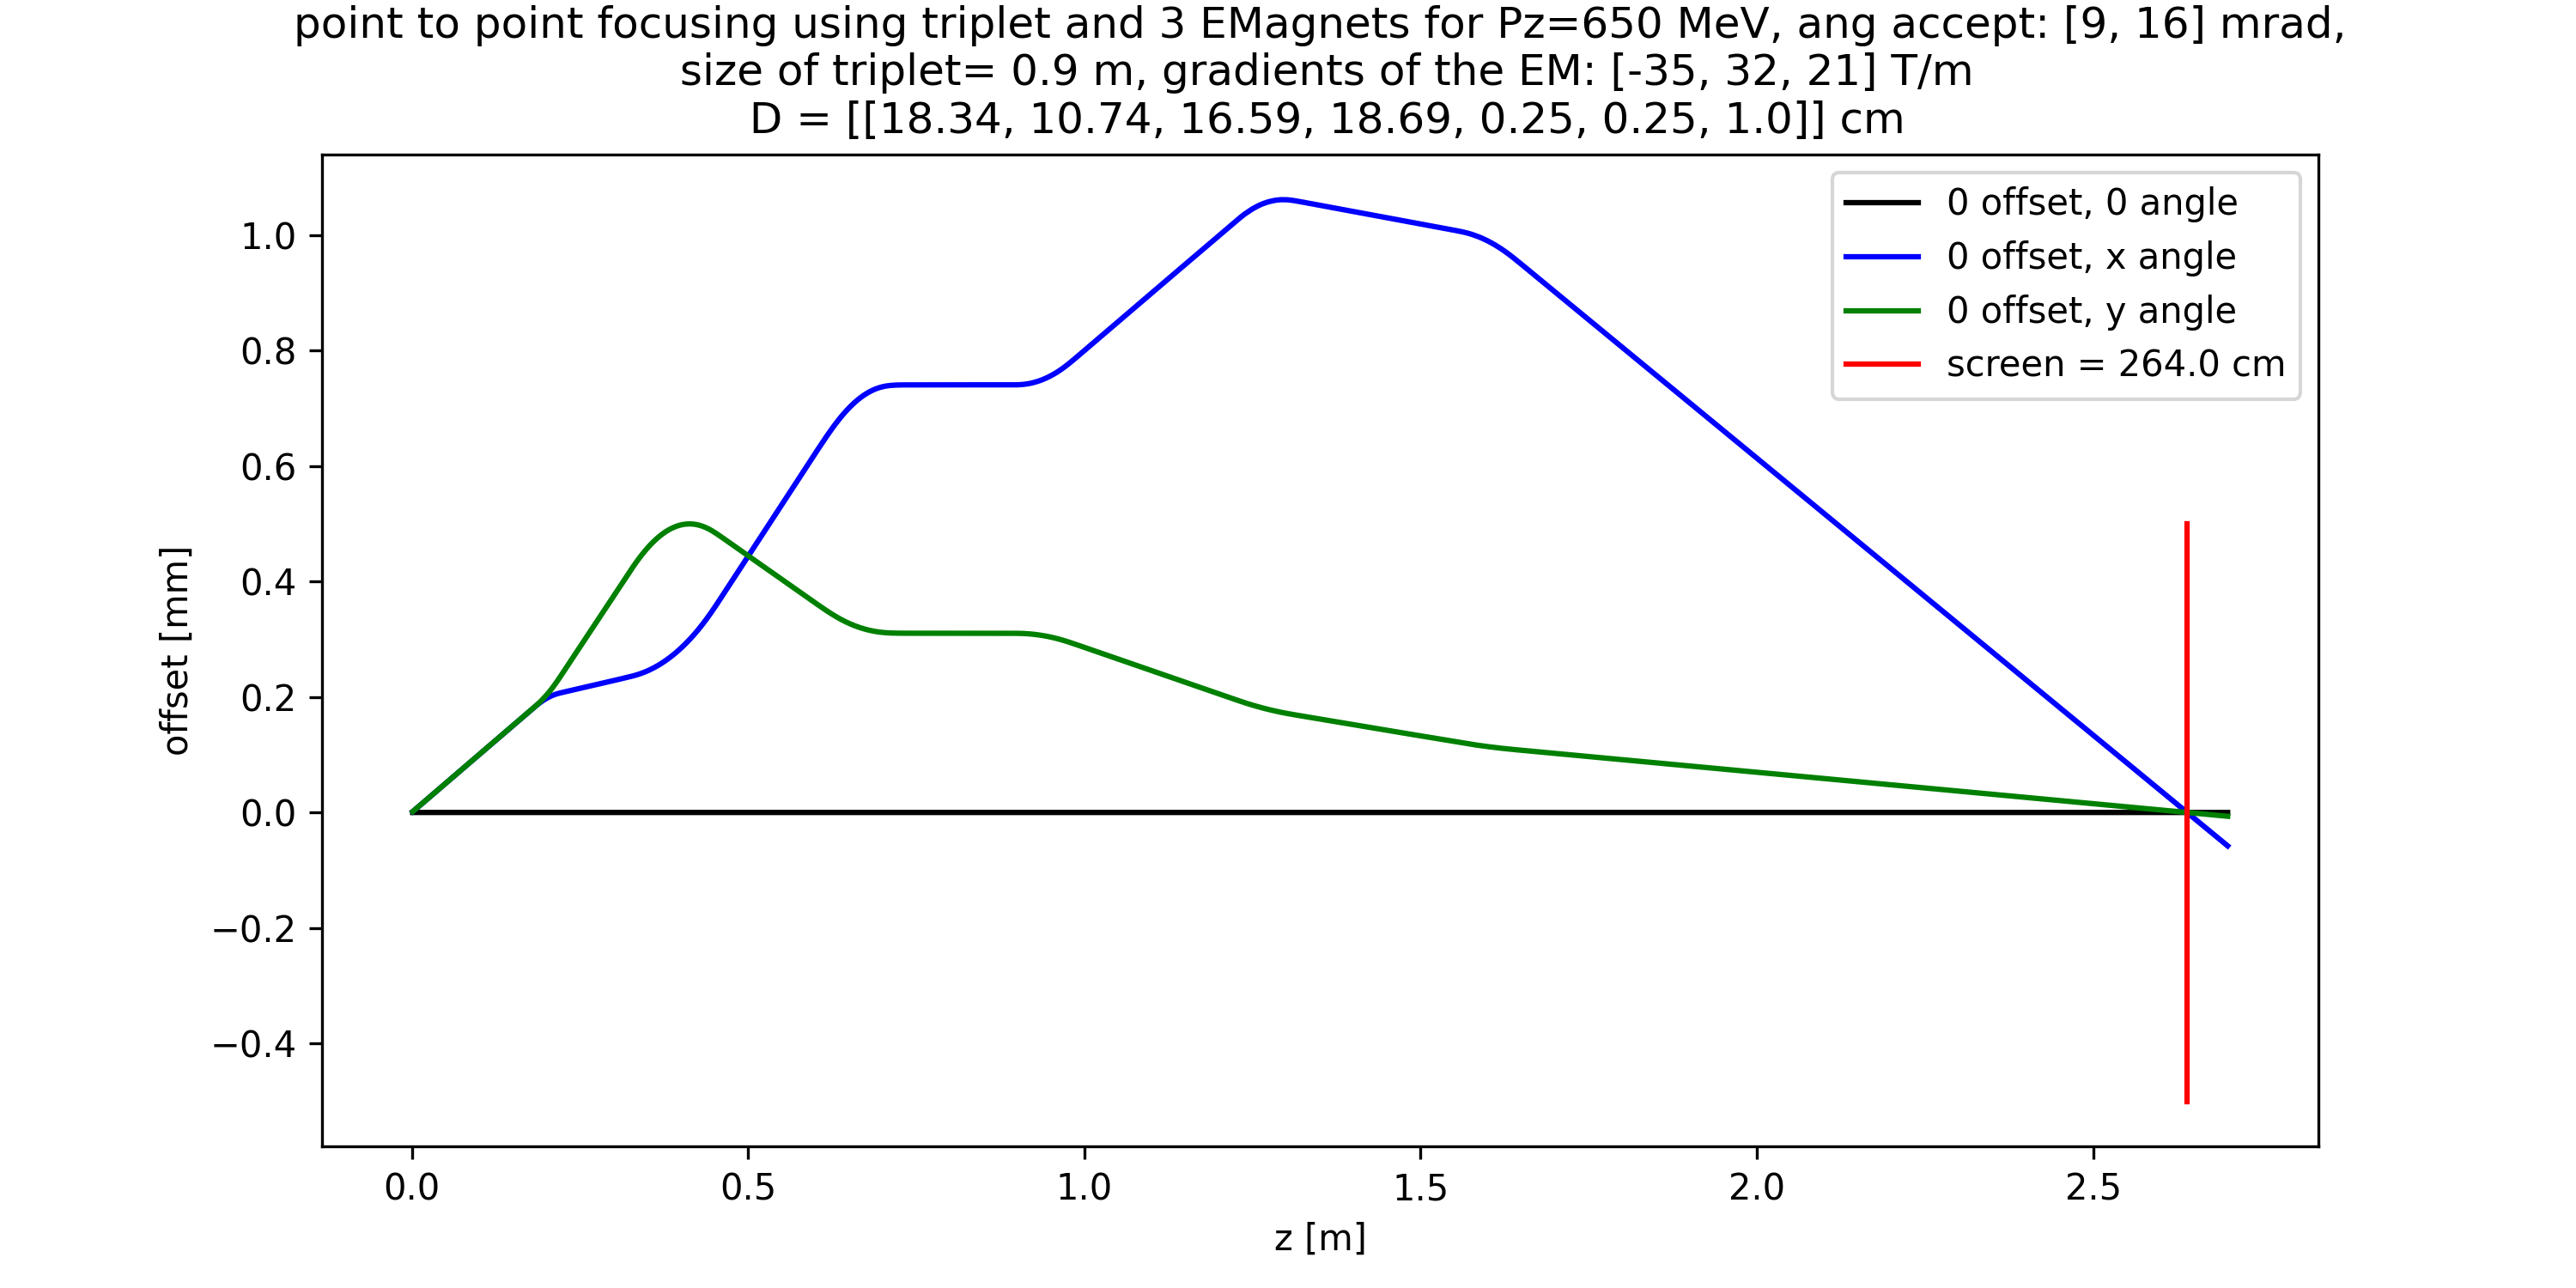 point to point focusing using triplet and 3 EMagnets for Pz=650 MeV, ang accept: [9, 16] mrad,
size of triplet= 0.9 m, gradients of the EM: [-35, 32, 21] T/m
D = [[18.34, 10.74, 16.59, 18.69, 0.25, 0.25, 1.0]] cm
0 offset, 0 angle
0 offset, x angle
0 offset, y angle
screen = 264.0 cm
offset [mm]
1.0
0.8
0.6
0.4
0.2
0.0
−0.2
−0.4
0.0 0.5 1.0 1.5 2.0 2.5
z [m]